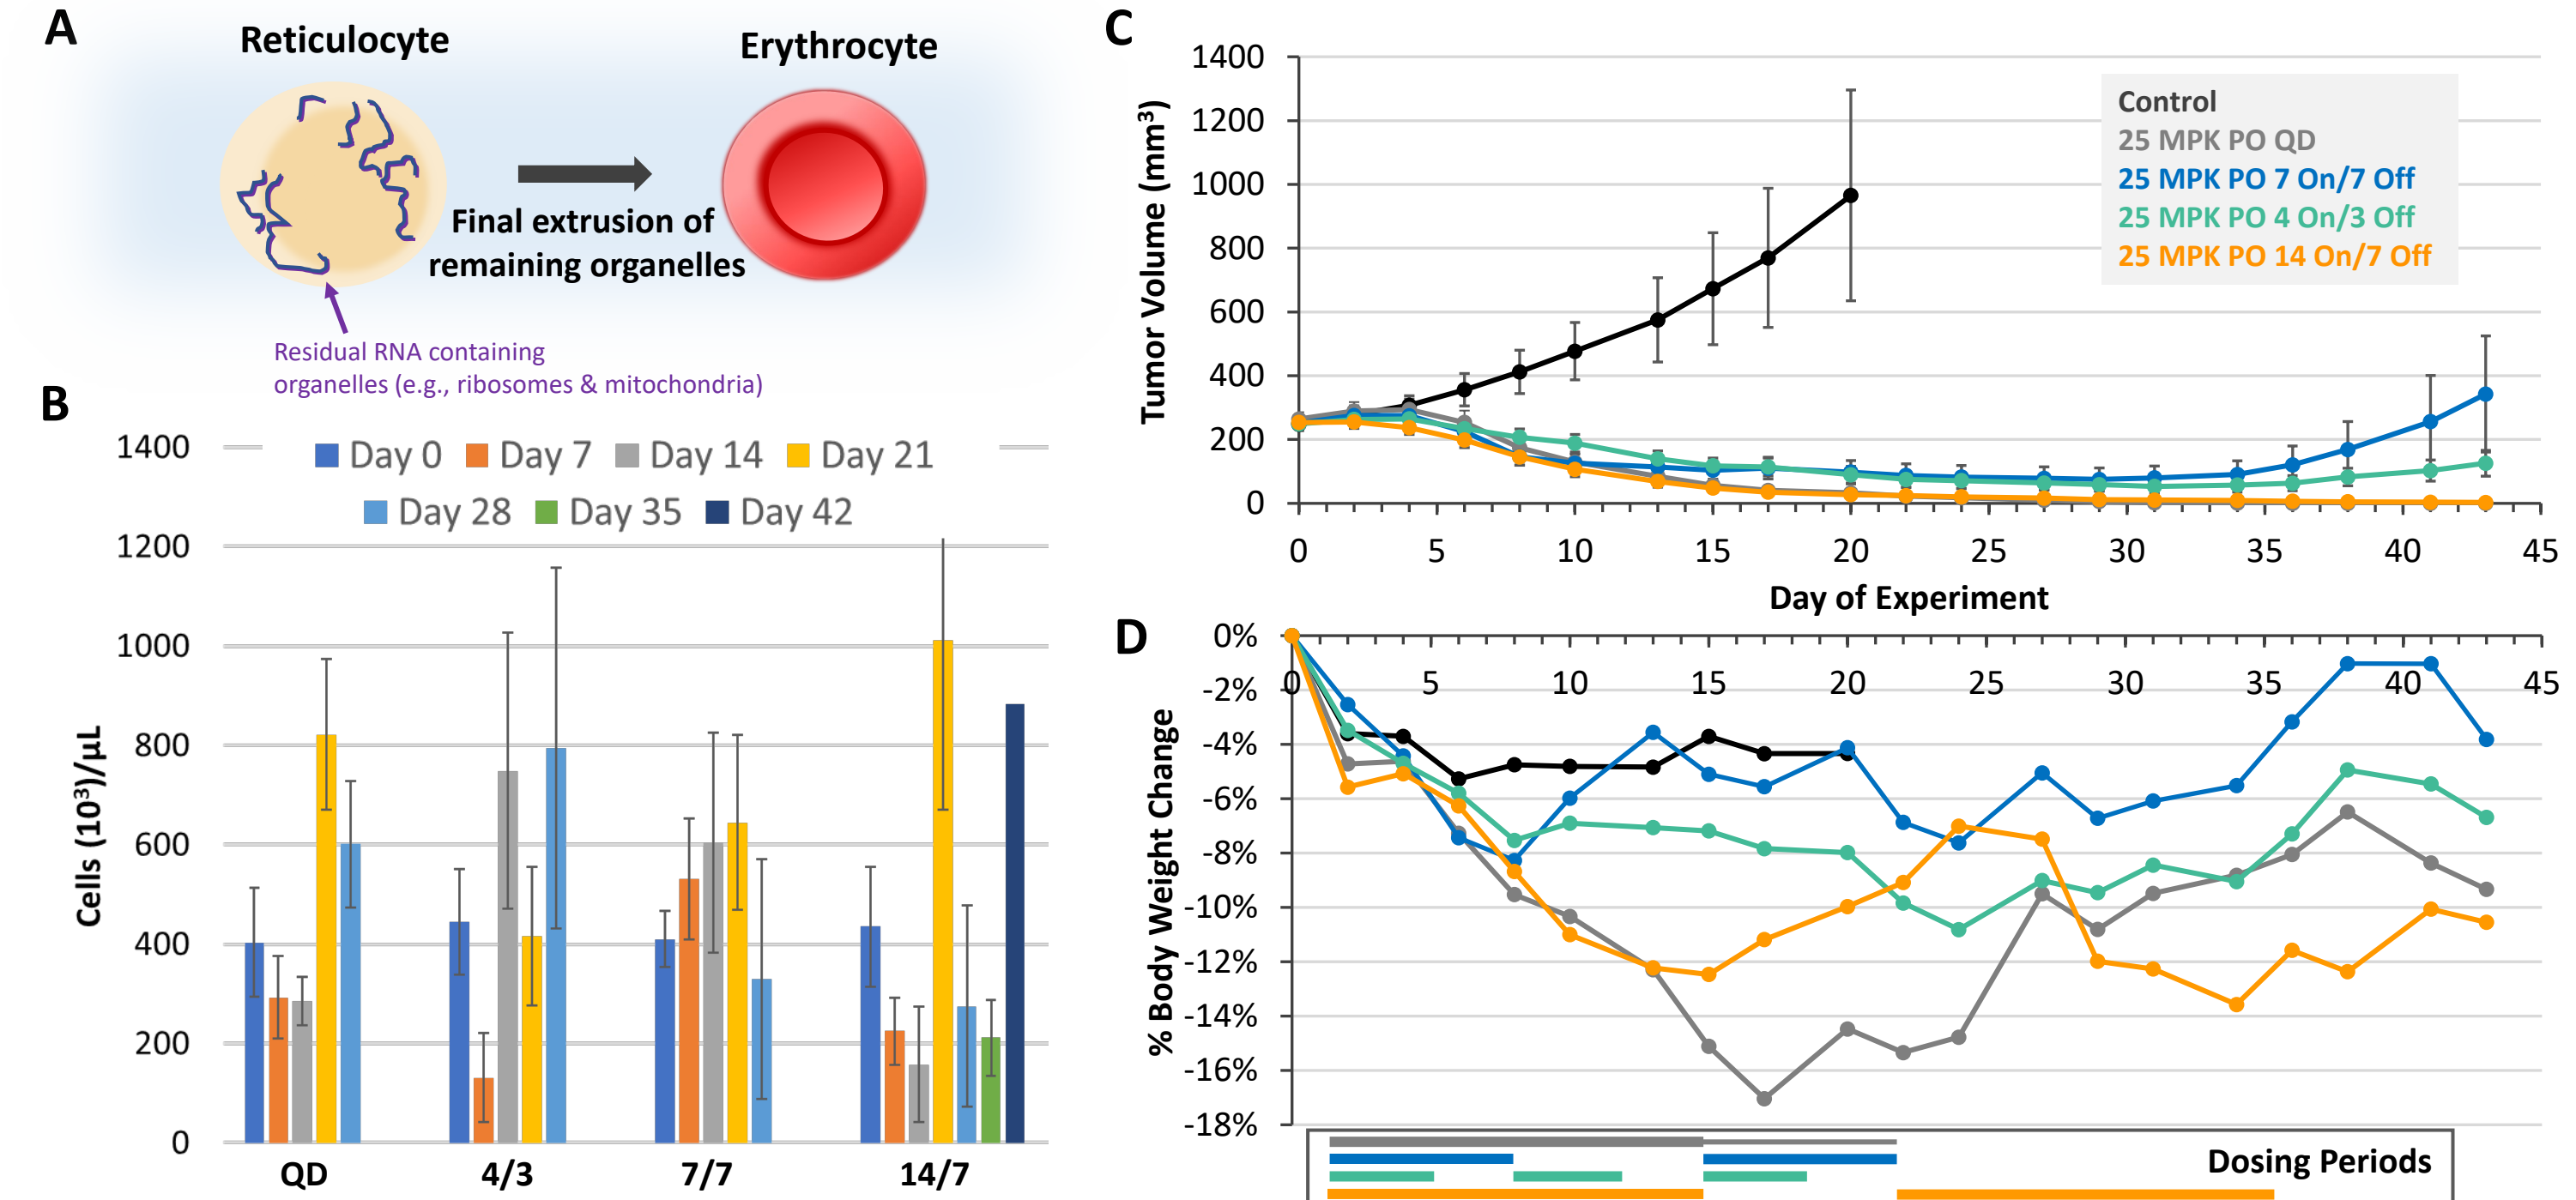 A
Reticulocyte
Erythrocyte
Final extrusion of
remaining organelles
Residual RNA containing
organelles (e.g., ribosomes & mitochondria)
B
Cells (10³)/µL
1400
1200
1000
800
600
400
200
0
Day 0 Day 7 Day 14 Day 21
Day 28 Day 35 Day 42
QD 4/3 7/7 14/7
C
Tumor Volume (mm³)
1400
1200
1000
800
600
400
200
0
Control
25 MPK PO QD
25 MPK PO 7 On/7 Off
25 MPK PO 4 On/3 Off
25 MPK PO 14 On/7 Off
0 5 10 15 20 25 30 35 40 45
Day of Experiment
D
% Body Weight Change
0%
-2%
-4%
-6%
-8%
-10%
-12%
-14%
-16%
-18%
0 5 10 15 20 25 30 35 40 45
Dosing Periods